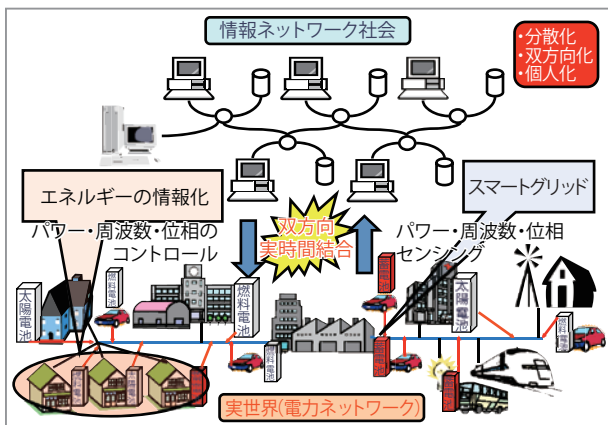 情報ネットワーク社会
・分散化
・双方向化
・個人化
エネルギーの情報化
スマートグリッド
双方向
実時間結合
パワー・周波数・位相の
コントロール
パワー・周波数・位相
センシング
太陽電池
燃料電池
燃料電池
太陽電池
燃料電池
燃料電池
実世界(電力ネットワーク)